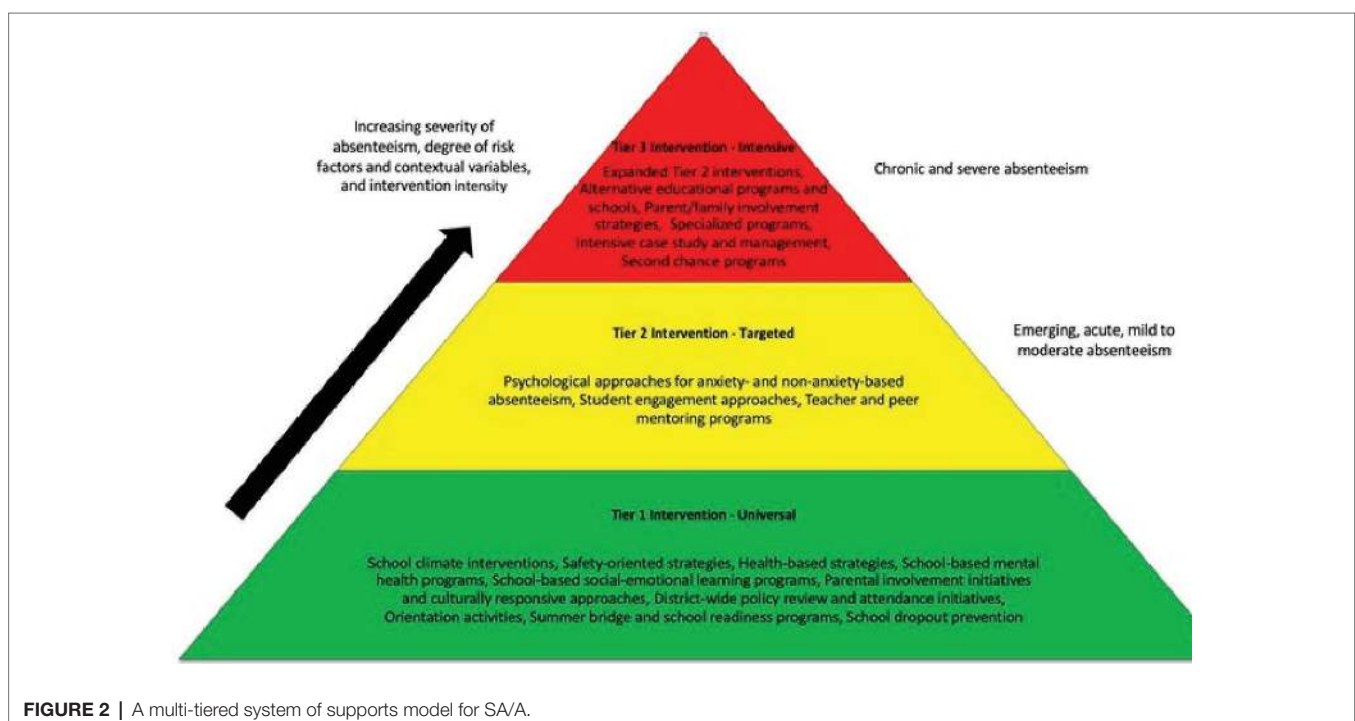 Increasing severity of
absenteeism, degree of risk
factors and contextual variables,
and intervention intensity
Tier 3 Intervention - Intensive
Expanded Tier 2 interventions,
Alternative educational programs and
schools, Parent/family involvement
strategies, Specialized programs,
Intensive case study and management,
Second chance programs
Chronic and severe absenteeism
Tier 2 Intervention - Targeted
Psychological approaches for anxiety- and non-anxiety-based
absenteeism, Student engagement approaches, Teacher and peer
mentoring programs
Emerging, acute, mild to
moderate absenteeism
Tier 1 Intervention - Universal
School climate interventions, Safety-oriented strategies, Health-based strategies, School-based mental
health programs, School-based social-emotional learning programs, Parental involvement initiatives
and culturally responsive approaches, District-wide policy review and attendance initiatives,
Orientation activities, Summer bridge and school readiness programs, School dropout prevention
FIGURE 2 | A multi-tiered system of supports model for SA/A.